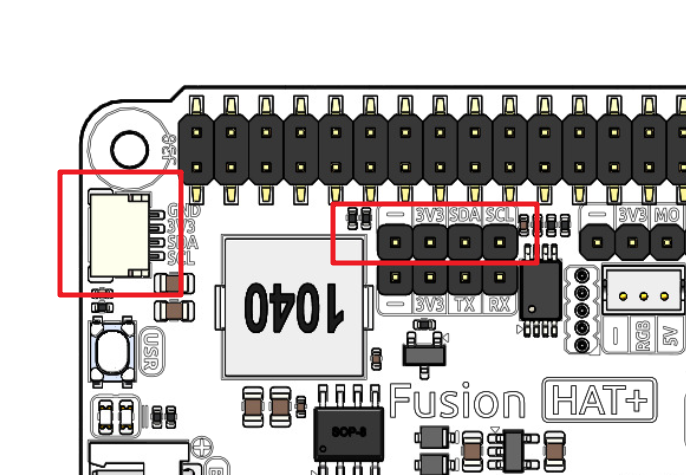 GND
3V3
SDA
SCL
− 3V3 SDA SCL
− 3V3 MO
− 3V3 TX RX
1040
− RGB 5V
USR
Fusion HAT+
SOP-8